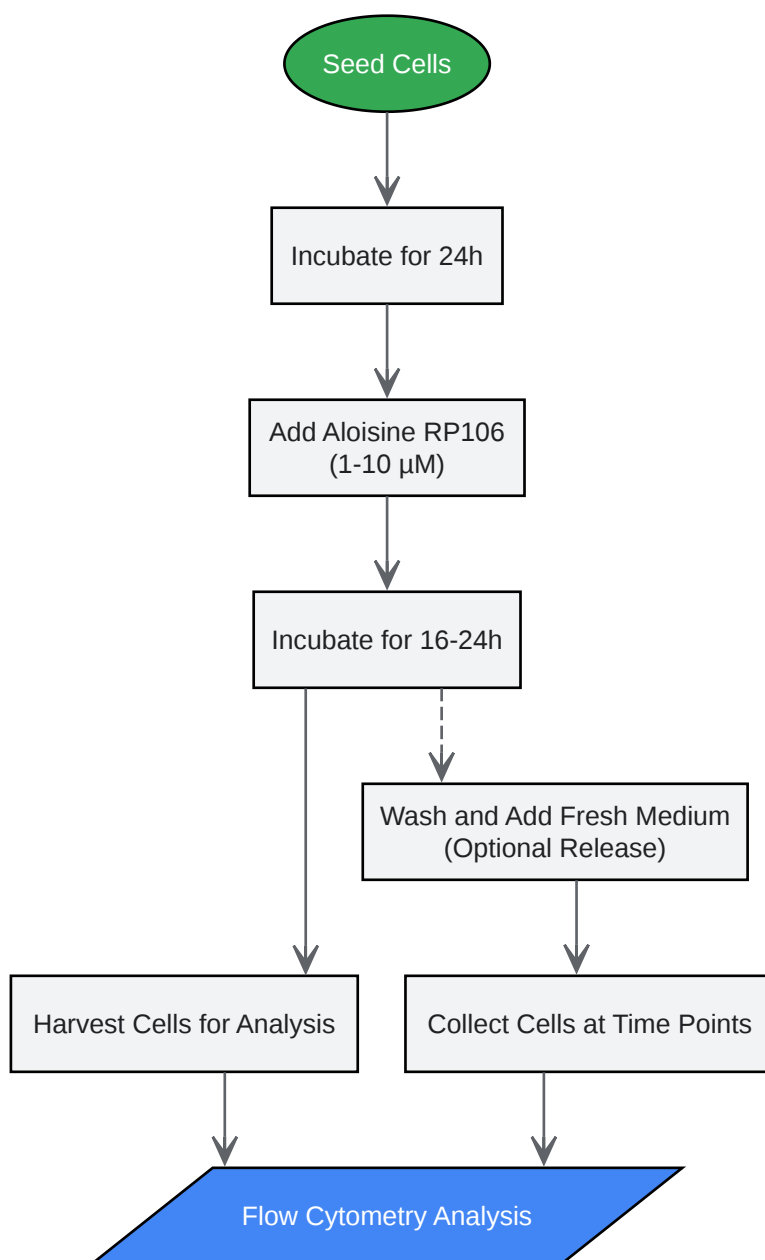 Seed Cells
Incubate for 24h
Add Aloisine RP106
(1-10 µM)
Incubate for 16-24h
Wash and Add Fresh Medium
(Optional Release)
Harvest Cells for Analysis
Collect Cells at Time Points
Flow Cytometry Analysis